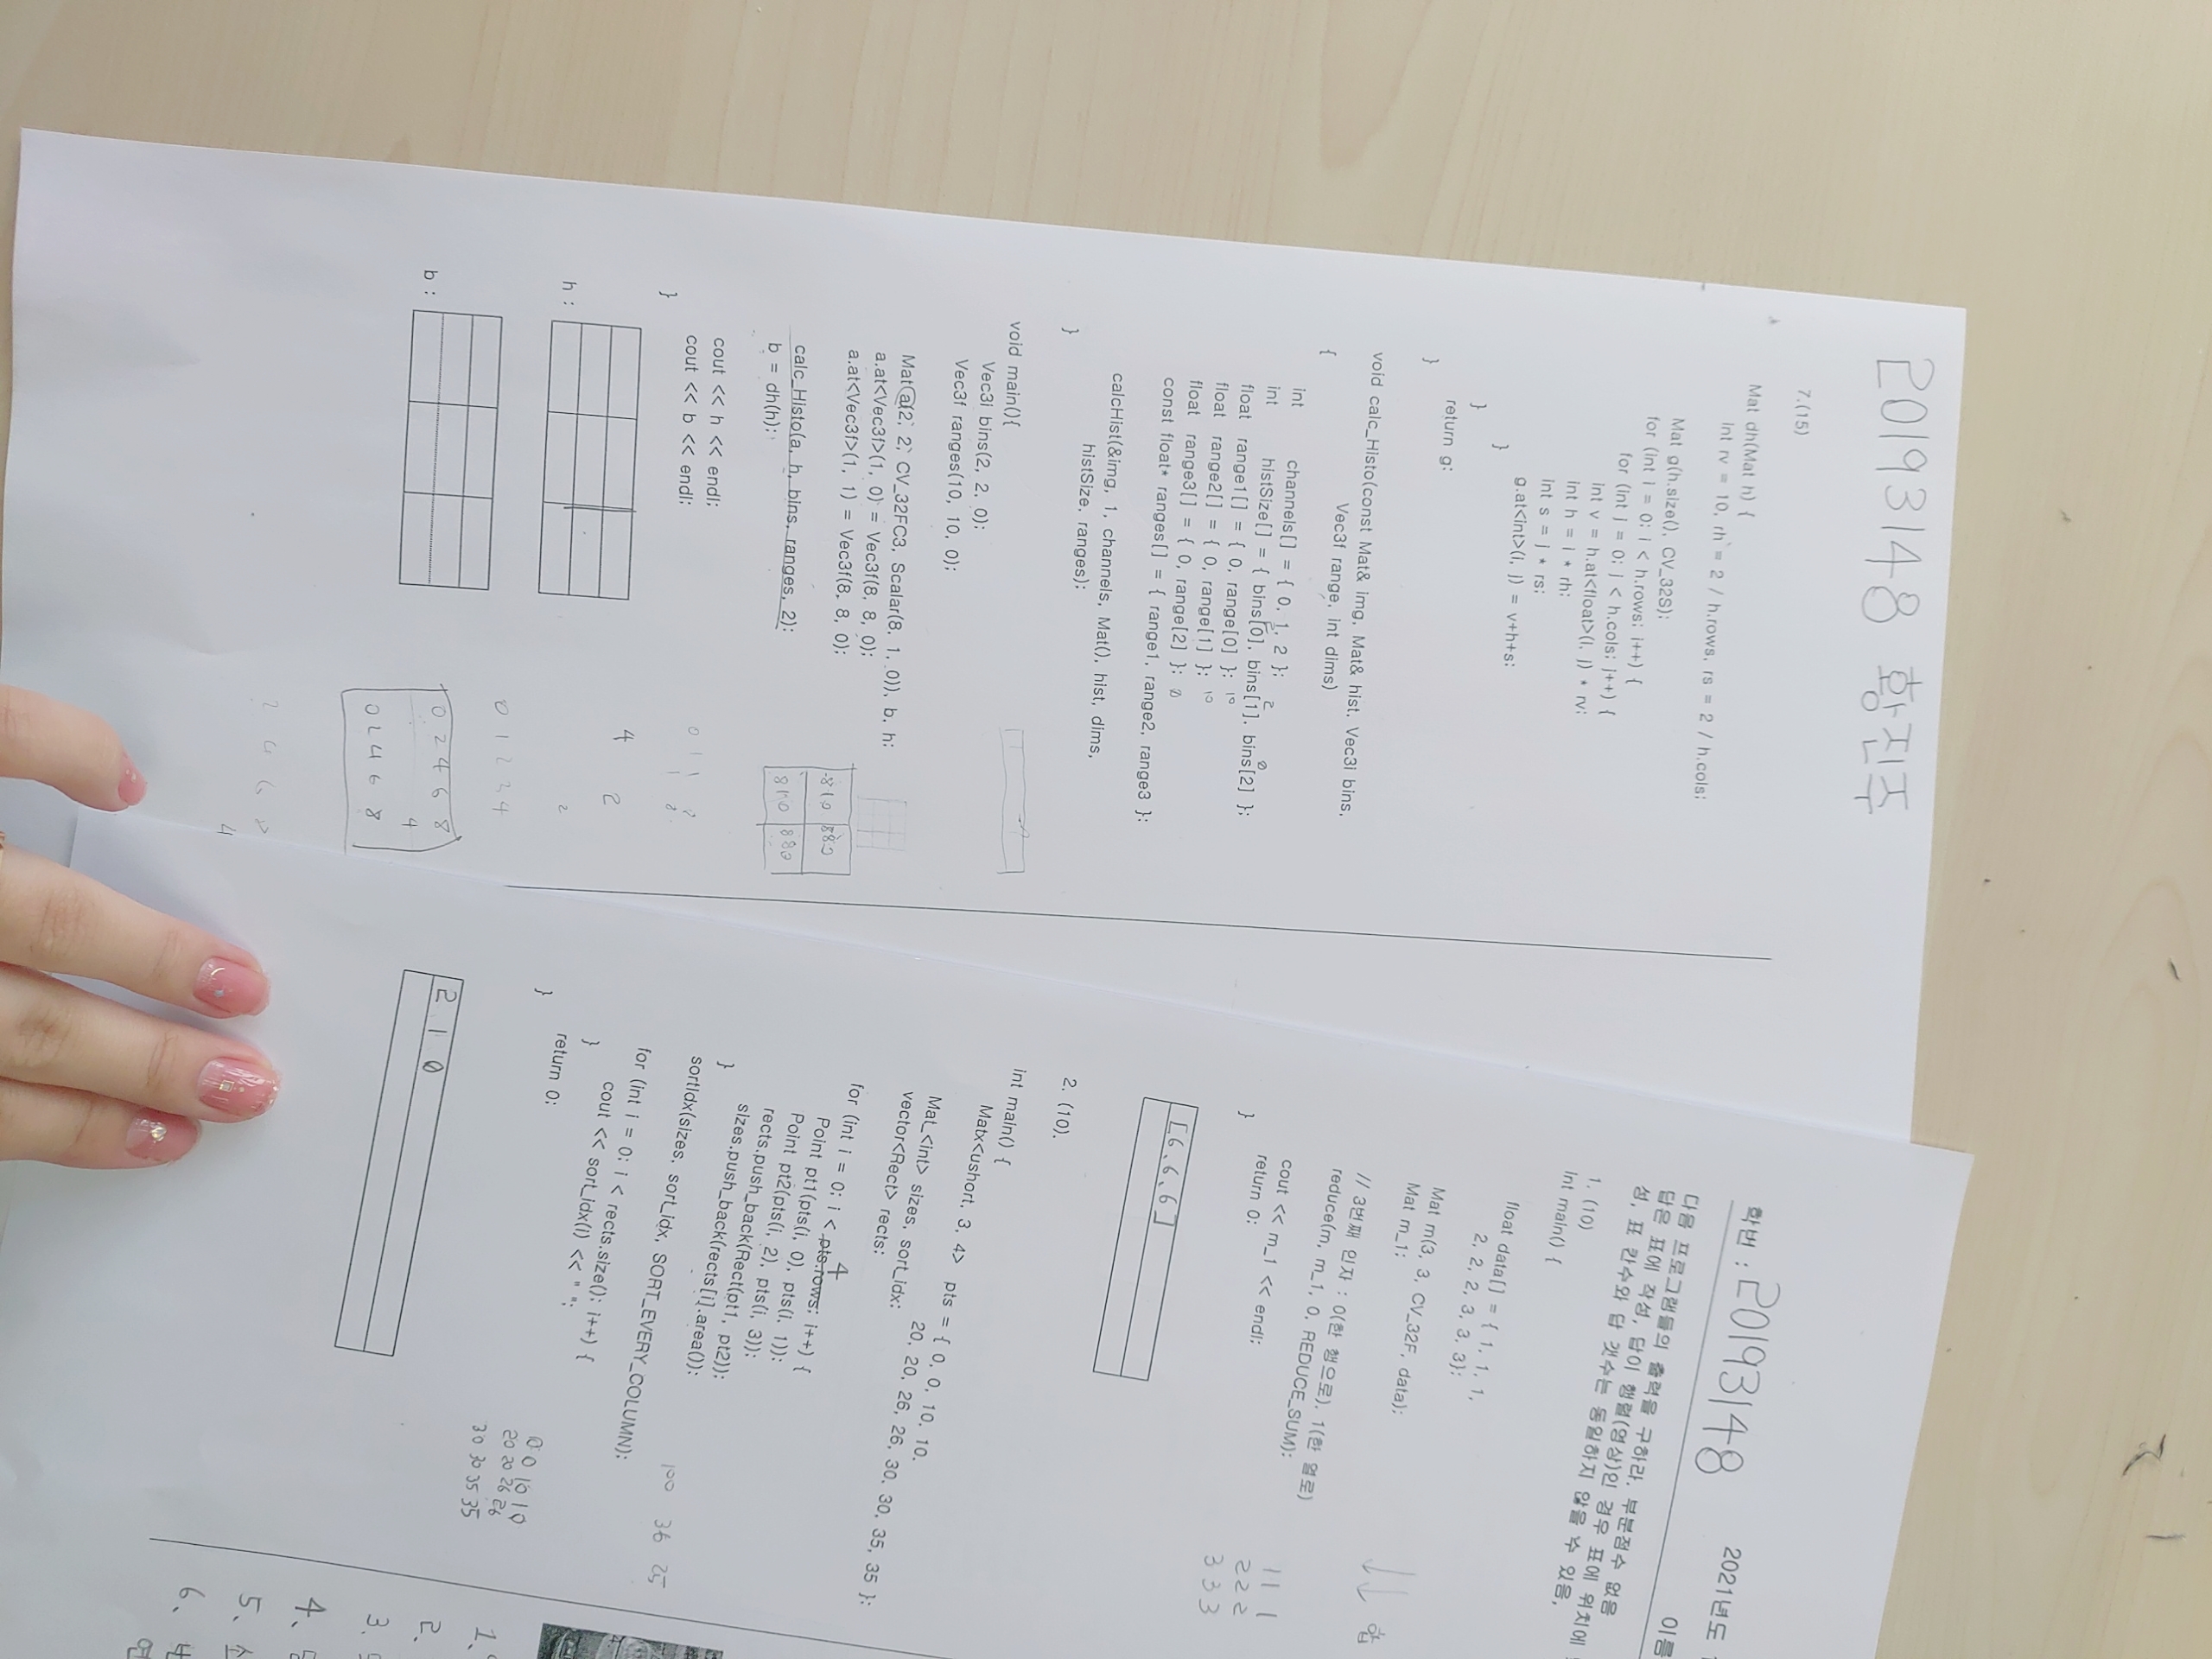 20193148 황진주
7.(15)
Mat dh(Mat h) {
int rv = 10, rh = 2 / h.rows, rs = 2 / h.cols;
Mat g(h.size(), CV_32S);
for (int i = 0; i < h.rows; i++) {
for (int j = 0; j < h.cols; j++) {
int v = h.at<float>(i, j) * rv;
int h = i * rh;
int s = j * rs;
g.at<int>(i, j) = v+h+s;
}
}
return g;
}
void calc_Histo(const Mat& img, Mat& hist, Vec3i bins,
Vec3f range, int dims)
{
int channels[] = { 0, 1, 2 };
2 2 0
int histSize[] = { bins[0], bins[1], bins[2] };
float range1[] = { 0, range[0] }; 10
float range2[] = { 0, range[1] }; 10
float range3[] = { 0, range[2] }; 0
const float* ranges[] = { range1, range2, range3 };
calcHist(&img, 1, channels, Mat(), hist, dims,
histSize, ranges);
}
void main(){
Vec3i bins(2, 2, 0);
Vec3f ranges(10, 10, 0);
Mat a(2, 2, CV_32FC3, Scalar(8, 1, 0)), b, h;
a.at<Vec3f>(1, 0) = Vec3f(8, 8, 0);
a.at<Vec3f>(1, 1) = Vec3f(8, 8, 0);
810 880
810 880
calc_Histo(a, h, bins, ranges, 2);
b = dh(h);
cout << h << endl;
cout << b << endl;
}
0 1 1 8
1 8
4 2
2
h :
0 1 2 3 4
b :
0 2 4 6 8
4
0 2 4 6 8
2 4 6 8
4
학번 : 20193148
2021년도
이름
다음 프로그램들의 출력을 구하라. 부분점수 없음
답은 표에 작성, 답이 행렬(영상)인 경우 표에 위치에
성, 표 칸수와 답 갯수는 동일하지 않을 수 있음,
1. (10)
int main() {
float data[] = { 1, 1, 1,
2, 2, 2, 3, 3, 3};
Mat m(3, 3, CV_32F, data);
Mat m_1;
합
// 3번째 인자 : 0(한 행으로). 1(한 열로)
reduce(m, m_1, 0, REDUCE_SUM);
cout << m_1 << endl;
return 0;
}
1 1 1
2 2 2
3 3 3
[6, 6, 6]
2. (10).
int main() {
Matx<ushort, 3, 4> pts = { 0, 0, 10, 10,
20, 20, 26, 26, 30, 30, 35, 35 };
Mat_<int> sizes, sort_idx;
vector<Rect> rects;
4
for (int i = 0; i < pts.rows; i++) {
Point pt1(pts(i, 0), pts(i, 1));
Point pt2(pts(i, 2), pts(i, 3));
rects.push_back(Rect(pt1, pt2));
sizes.push_back(rects[i].area());
}
100 36 25
sortIdx(sizes, sort_idx, SORT_EVERY_COLUMN);
for (int i = 0; i < rects.size(); i++) {
cout << sort_idx(i) << " ";
}
return 0;
}
0 0 10 10
20 20 26 26
30 30 35 35
2 1 0
1.
2.
3.
4.
5.
6.